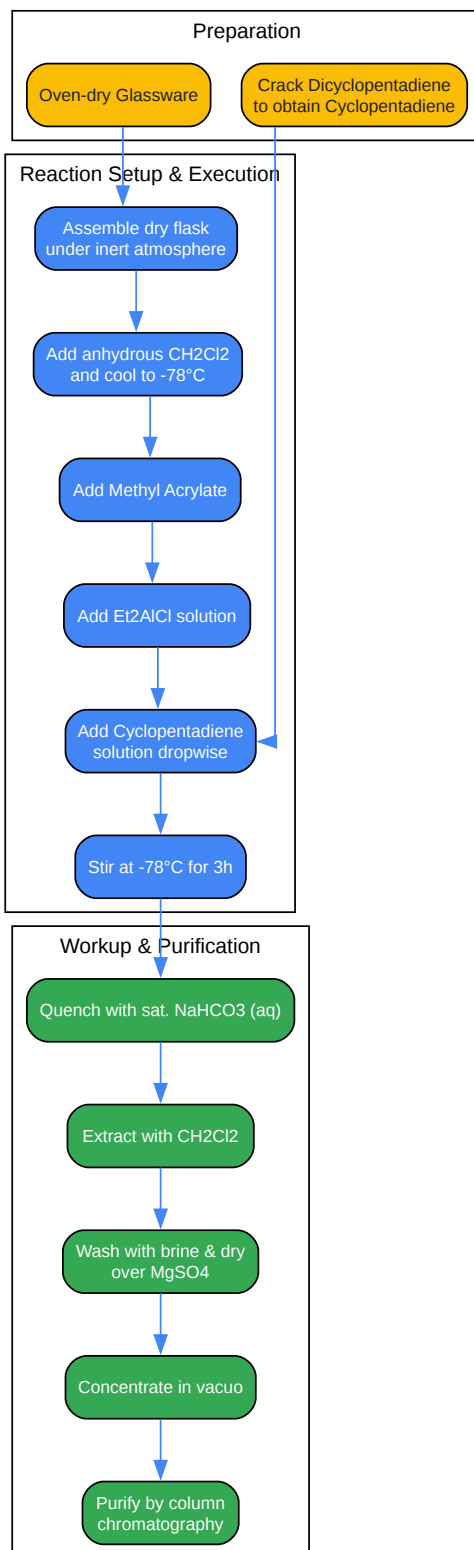 Preparation
Oven-dry Glassware
Crack Dicyclopentadiene
to obtain Cyclopentadiene
Reaction Setup & Execution
Assemble dry flask
under inert atmosphere
Add anhydrous CH2Cl2
and cool to -78°C
Add Methyl Acrylate
Add Et2AlCl solution
Add Cyclopentadiene
solution dropwise
Stir at -78°C for 3h
Workup & Purification
Quench with sat. NaHCO3 (aq)
Extract with CH2Cl2
Wash with brine & dry
over MgSO4
Concentrate in vacuo
Purify by column
chromatography